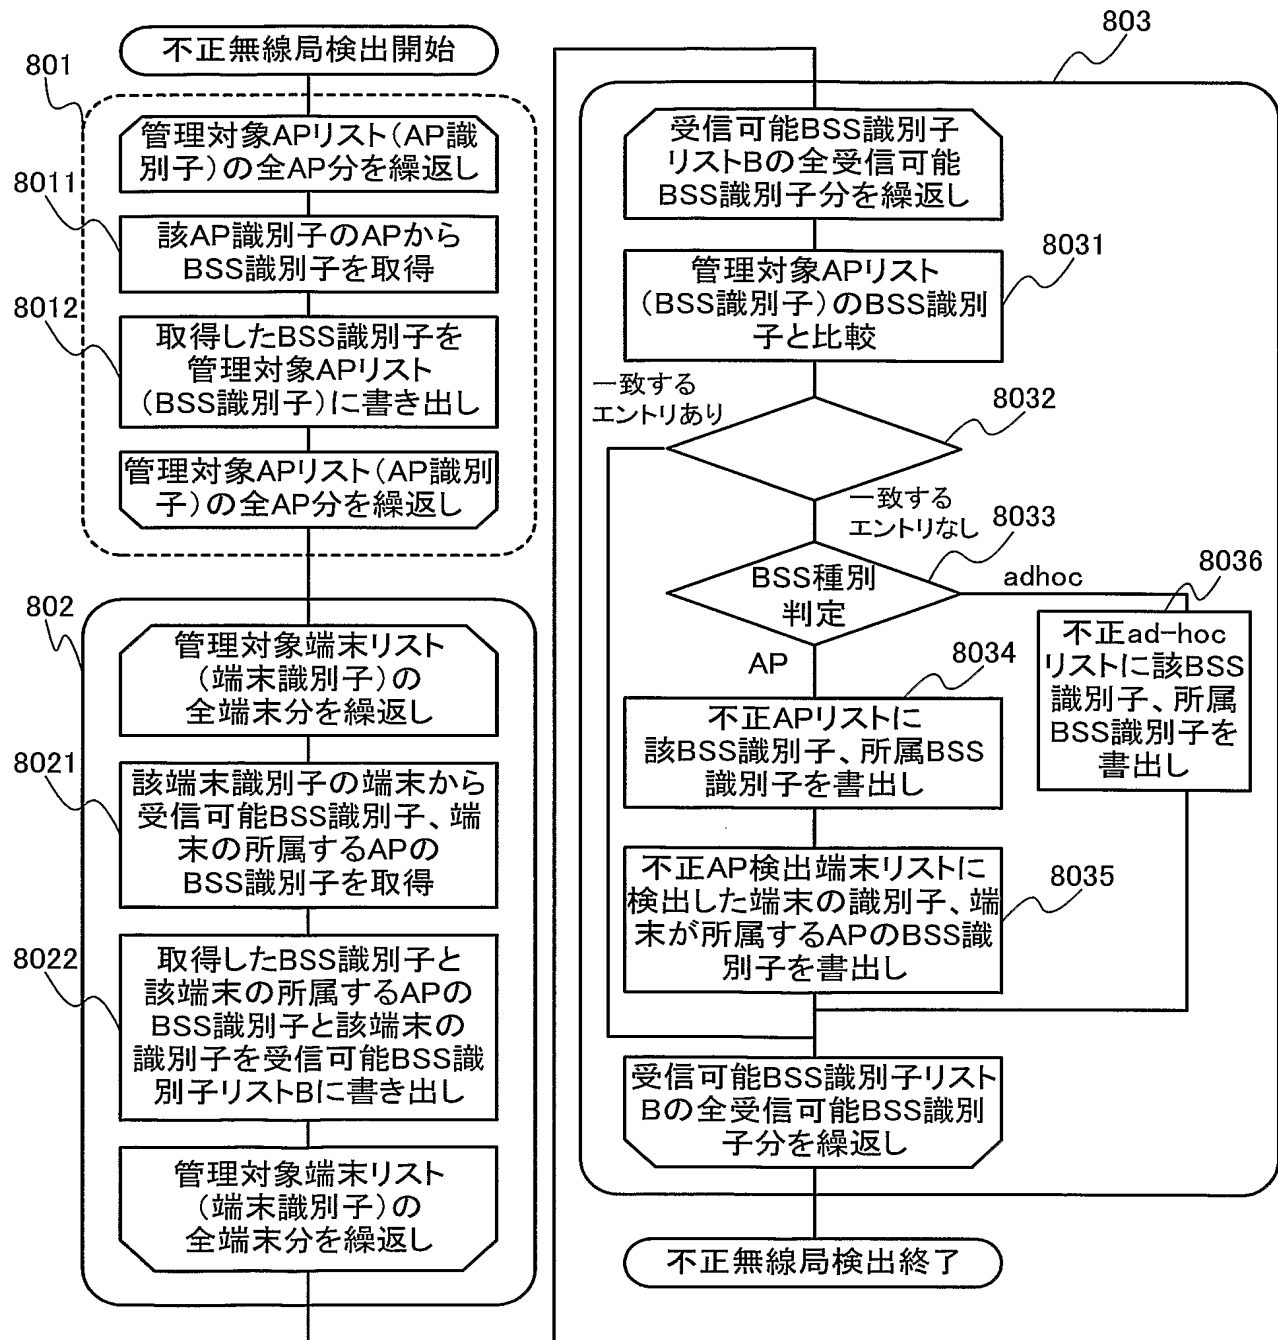 不正無線局検出開始
801
管理対象APリスト(AP識
別子)の全AP分を繰返し
8011
該AP識別子のAPから
BSS識別子を取得
8012
取得したBSS識別子を
管理対象APリスト
(BSS識別子)に書き出し
管理対象APリスト(AP識別
子)の全AP分を繰返し
802
管理対象端末リスト
(端末識別子)の
全端末分を繰返し
8021
該端末識別子の端末から
受信可能BSS識別子、端
末の所属するAPの
BSS識別子を取得
8022
取得したBSS識別子と
該端末の所属するAPの
BSS識別子と該端末の
識別子を受信可能BSS識
別子リストBに書き出し
管理対象端末リスト
(端末識別子)の
全端末分を繰返し
803
受信可能BSS識別子
リストBの全受信可能
BSS識別子分を繰返し
8031
管理対象APリスト
(BSS識別子)のBSS識別
子と比較
一致する
エントリあり
8032
一致する
エントリなし
8033
BSS種別
判定
adhoc
8036
不正ad-hoc
リストに該BSS
識別子、所属
BSS識別子を
書出し
AP
8034
不正APリストに
該BSS識別子、所属BSS
識別子を書出し
8035
不正AP検出端末リストに
検出した端末の識別子、端
末が所属するAPのBSS識
別子を書出し
受信可能BSS識別子リスト
Bの全受信可能BSS識別
子分を繰返し
不正無線局検出終了